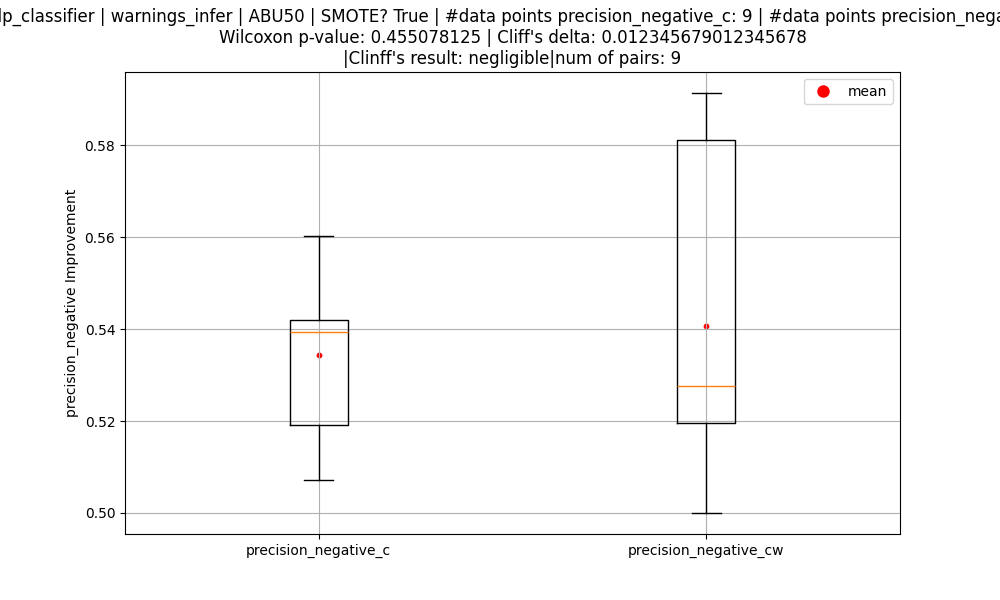 lp_classifier | warnings_infer | ABU50 | SMOTE? True | #data points precision_negative_c: 9 | #data points precision_nega
Wilcoxon p-value: 0.455078125 | Cliff's delta: 0.012345679012345678
|Clinff's result: negligible|num of pairs: 9
mean
0.58
0.56
0.54
0.52
0.50
precision_negative Improvement
precision_negative_c
precision_negative_cw